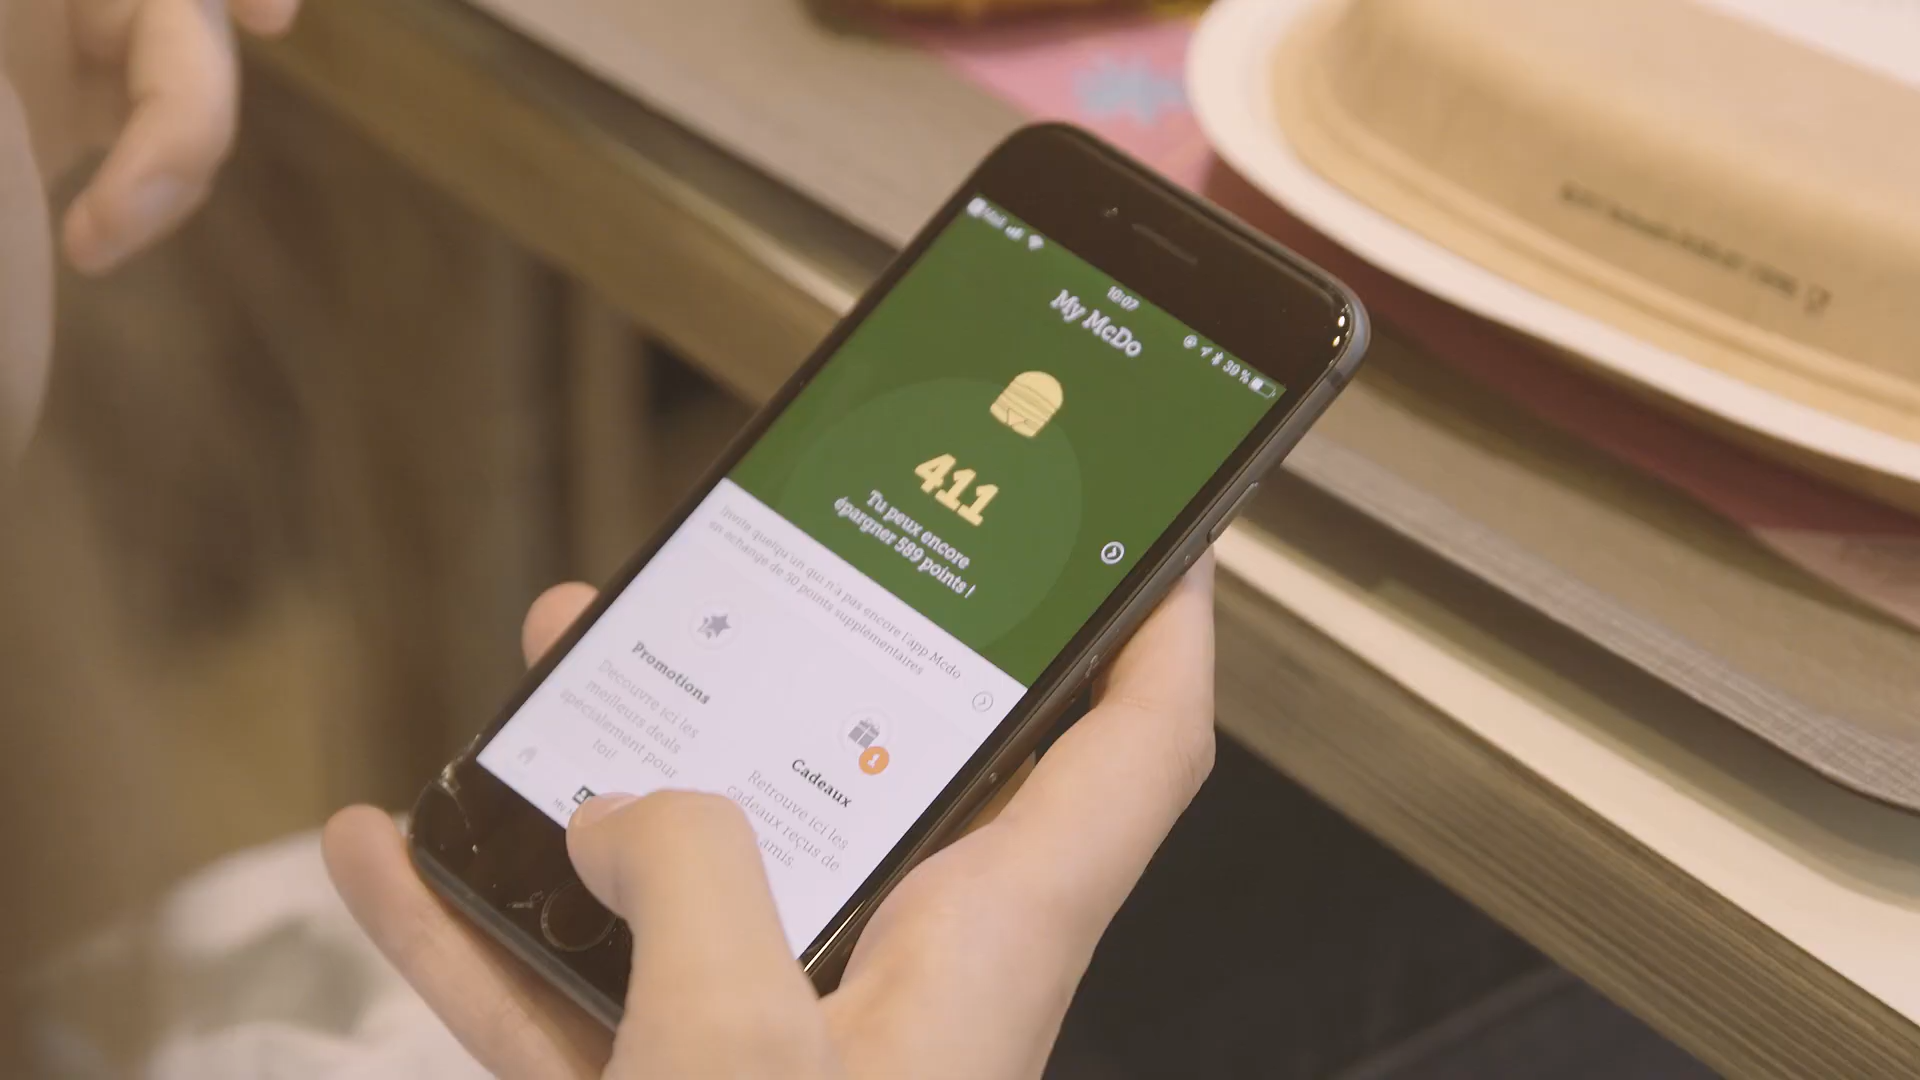 10:07
39 %
My McDo
411
Tu peux encore
épargner 589 points !
Invite quelqu'un qui n'a pas encore l'app Mcdo
en échange de 50 points supplémentaires
Promotions
Découvre ici les
meilleurs deals
spécialement pour
toi!
1
Cadeaux
Retrouve ici les
cadeaux reçus de
amis.
My